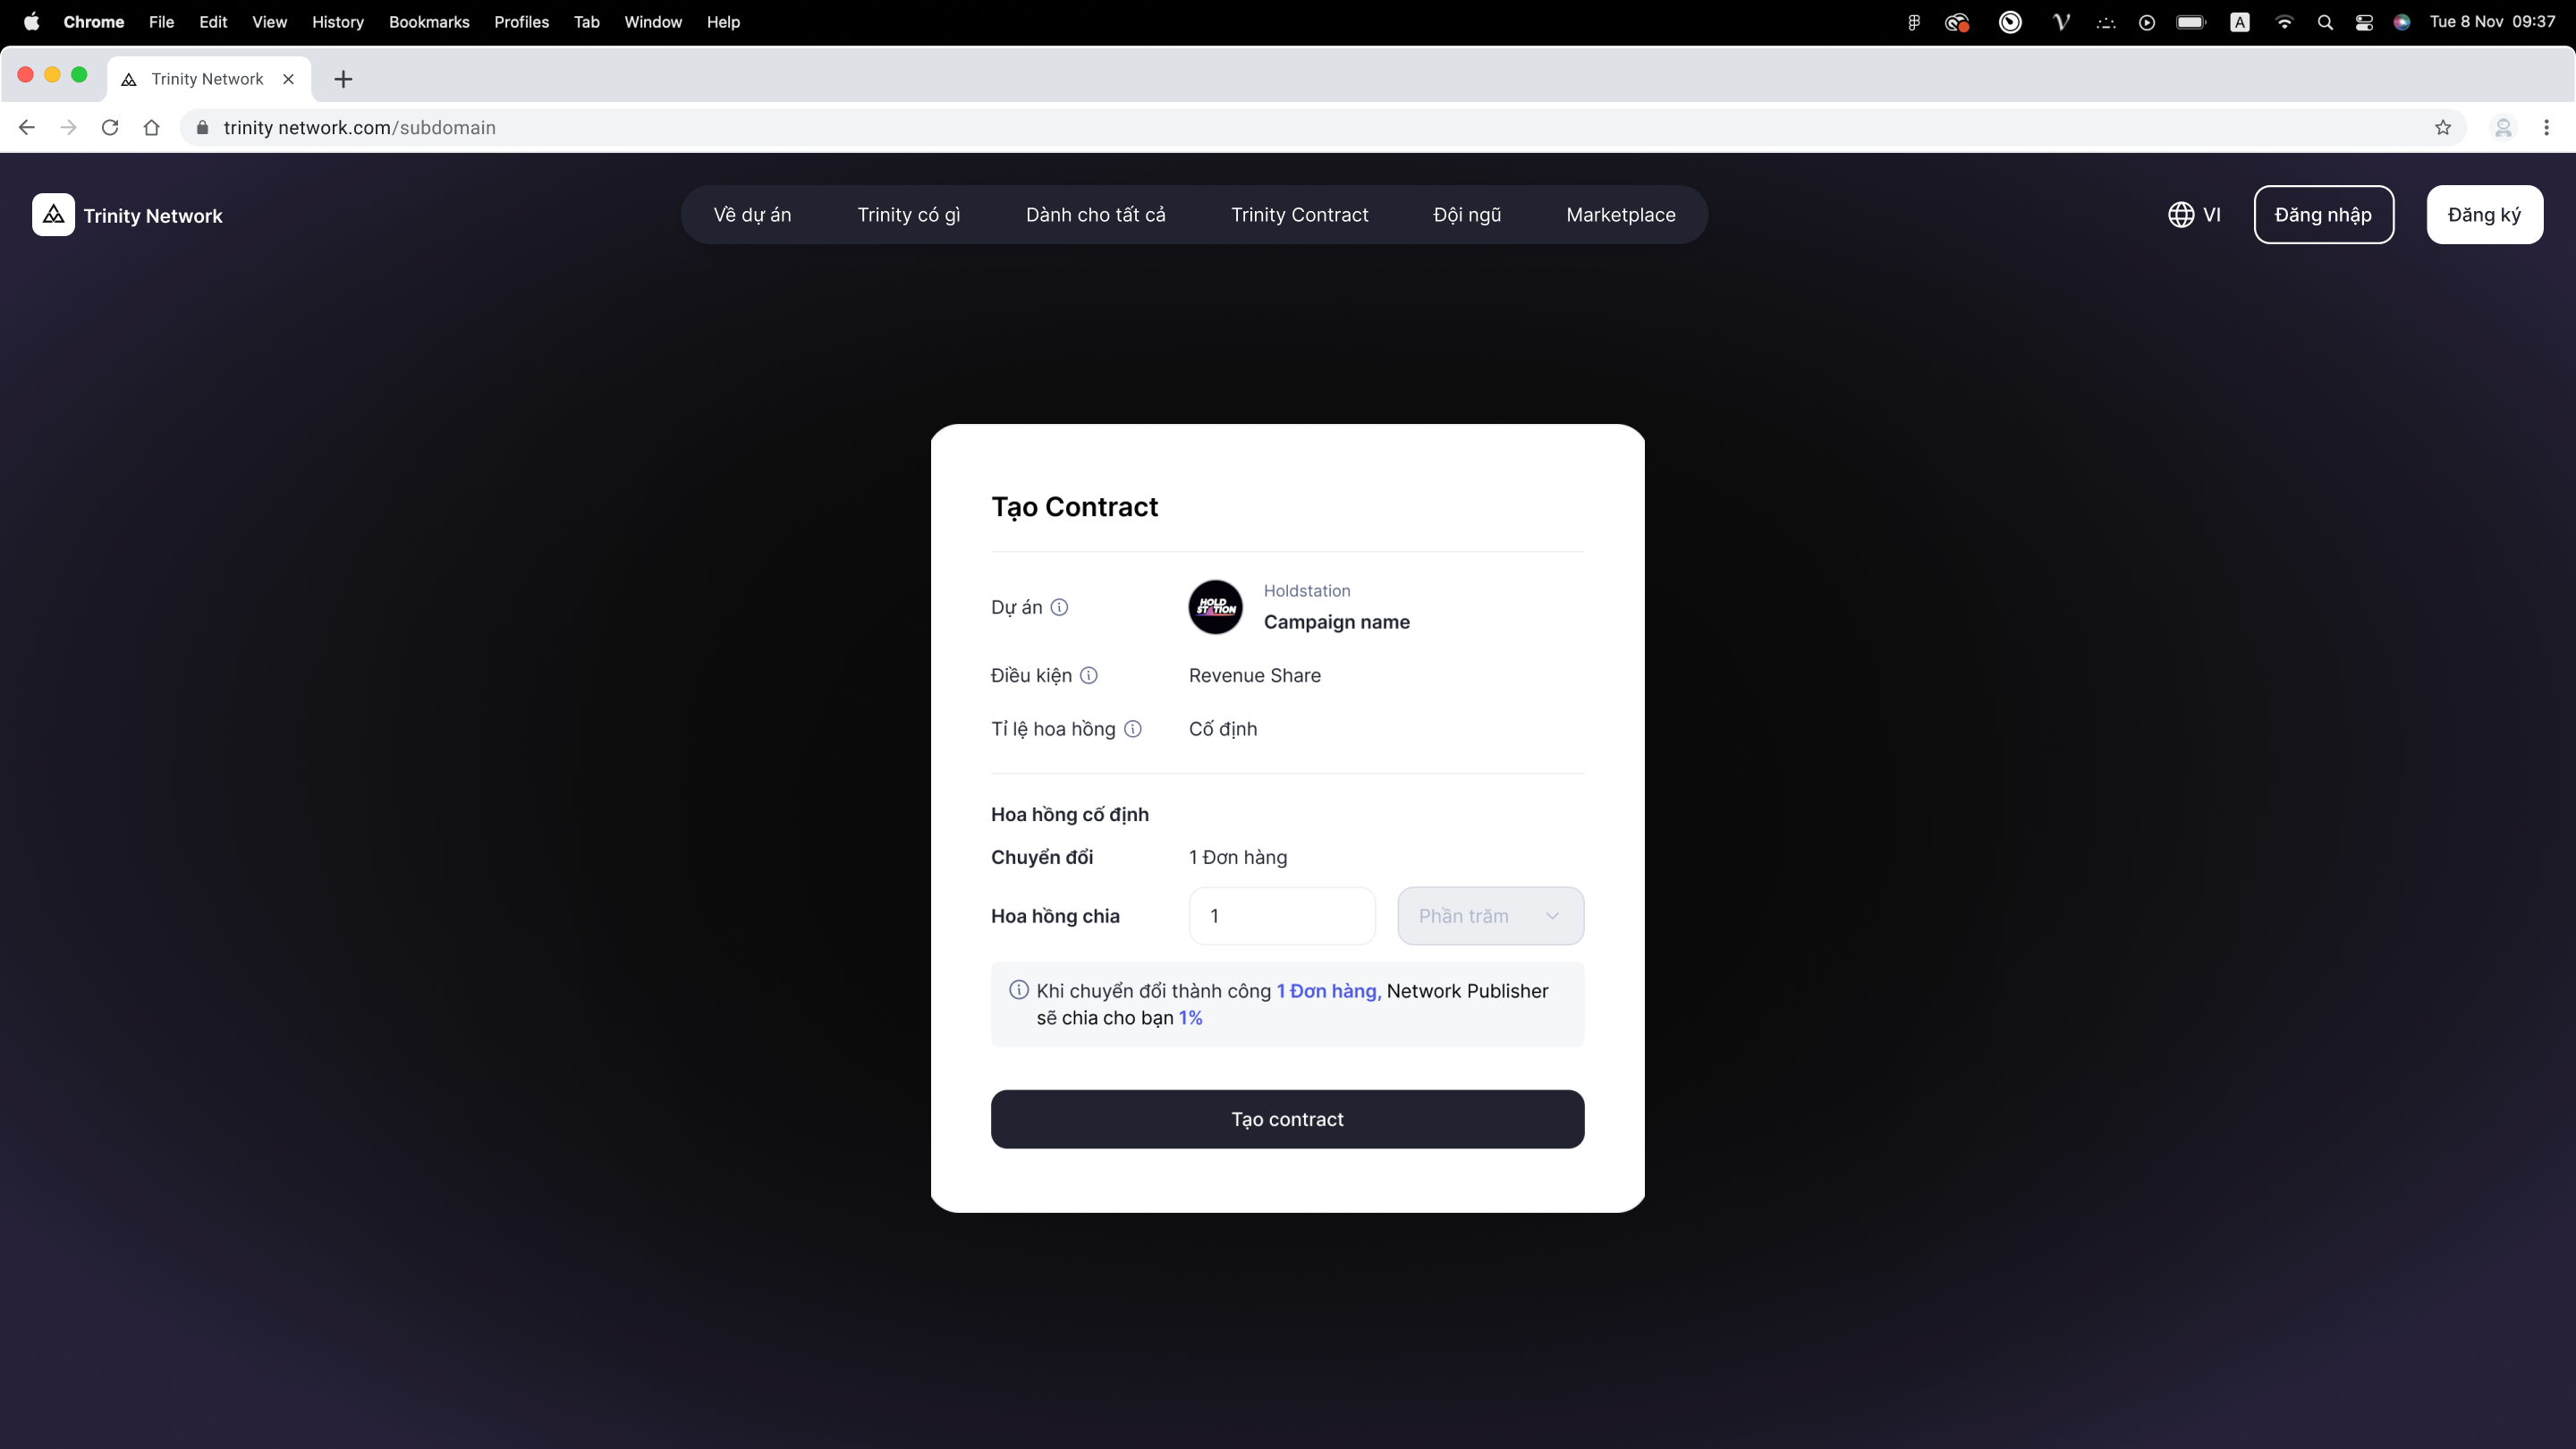 Chrome File Edit View History Bookmarks Profiles Tab Window Help A Tue 8 Nov 09:37
Trinity Network
trinity network.com/subdomain
Trinity Network Về dự án Trinity có gì Dành cho tất cả Trinity Contract Đội ngũ Marketplace VI Đăng nhập Đăng ký
Tạo Contract
Dự án
HOLD
STATION
Holdstation
Campaign name
Điều kiện Revenue Share
Tỉ lệ hoa hồng Cố định
Hoa hồng cố định
Chuyển đổi 1 Đơn hàng
Hoa hồng chia 1 Phần trăm
Khi chuyển đổi thành công 1 Đơn hàng, Network Publisher
sẽ chia cho bạn 1%
Tạo contract